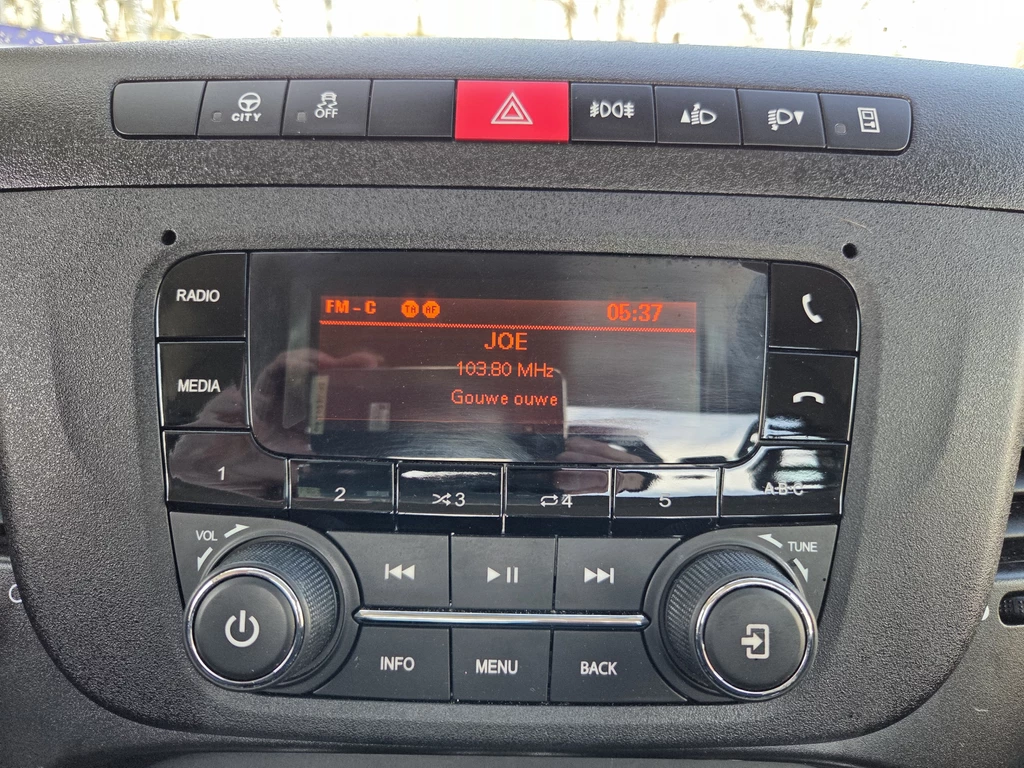 CITY
OFF
RADIO
FM-C TA AF 05:37
JOE
103.80 MHz
Gouwe ouwe
MEDIA
1
2
3
4
5
ABC
VOL
TUNE
INFO
MENU
BACK